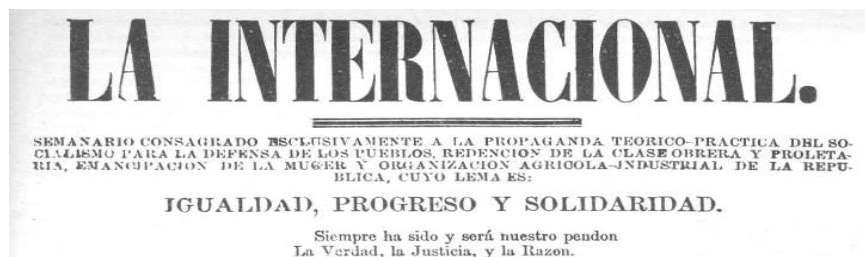 LA INTERNACIONAL.
SEMANARIO CONSAGRADO ESCLUSIVAMENTE A LA PROPAGANDA TEORICO-PRACTICA DEL SO-
CIALISMO PARA LA DEFENSA DE LOS PUEBLOS, REDENCION DE LA CLASE OBRERA Y PROLETA-
RIA, EMANCIPACION DE LA MUGER Y ORGANIZACION AGRICOLA-INDUSTRIAL DE LA REPU-
BLICA, CUYO LEMA ES:
IGUALDAD, PROGRESO Y SOLIDARIDAD.
Siempre ha sido y será nuestro pendon
La Verdad, la Justicia, y la Razon.